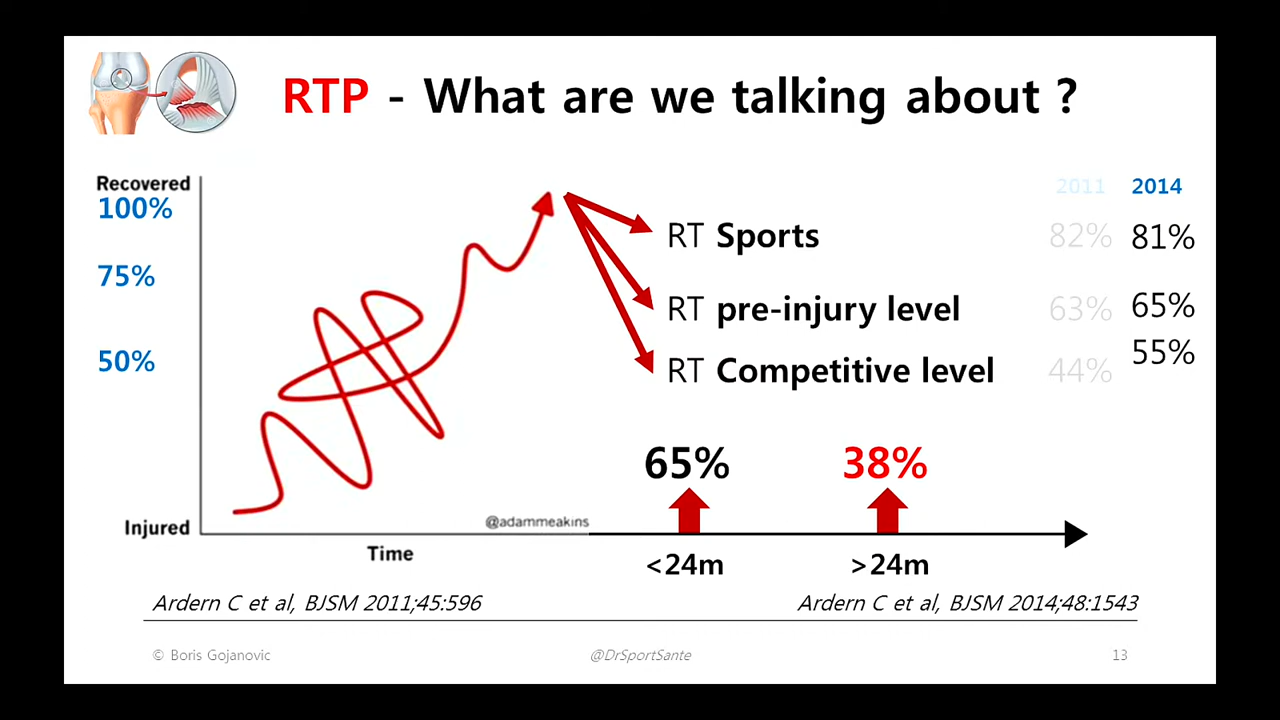 RTP - What are we talking about ?
Recovered
100%
75%
50%
Injured
Time
@adammeakins
2011 2014
RT Sports 82% 81%
RT pre-injury level 63% 65%
RT Competitive level 44% 55%
65% 38%
<24m >24m
Ardern C et al, BJSM 2011;45:596
Ardern C et al, BJSM 2014;48:1543
© Boris Gojanovic
@DrSportSante
13